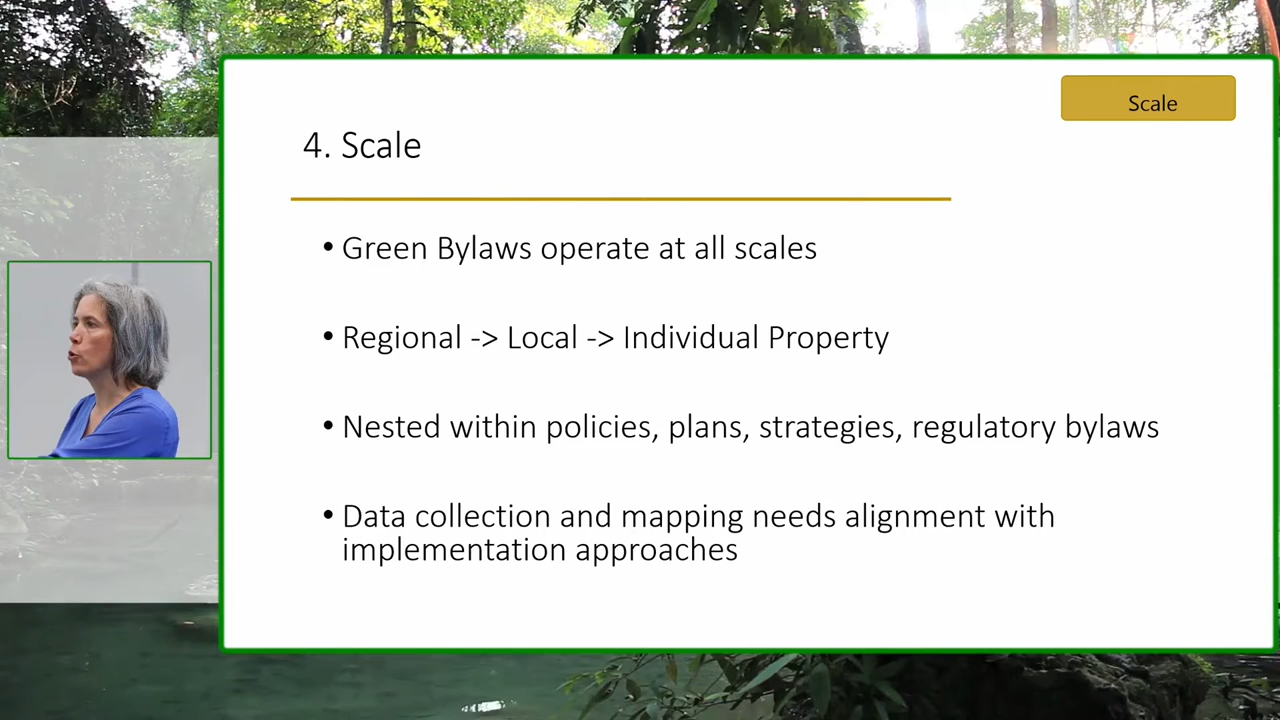 Scale
4. Scale
• Green Bylaws operate at all scales
• Regional -> Local -> Individual Property
• Nested within policies, plans, strategies, regulatory bylaws
• Data collection and mapping needs alignment with
implementation approaches